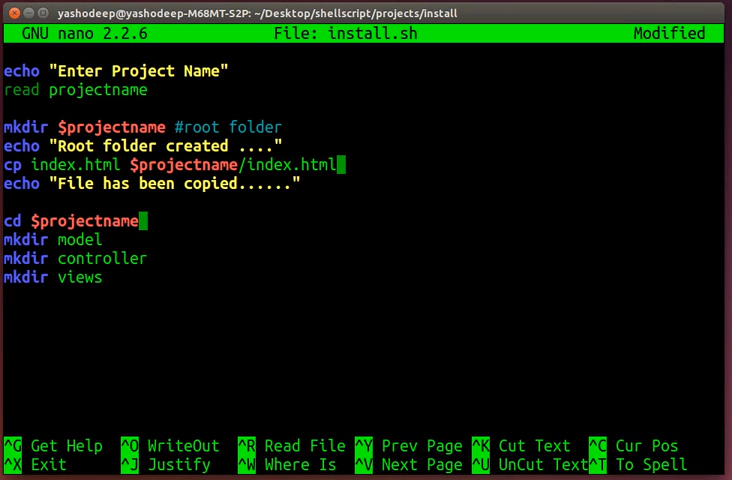 yashodeep@yashodeep-M68MT-S2P: ~/Desktop/shellscript/projects/install
GNU nano 2.2.6 File: install.sh Modified
echo "Enter Project Name"
read projectname
mkdir $projectname #root folder
echo "Root folder created ...."
cp index.html $projectname/index.html
echo "File has been copied......"
cd $projectname
mkdir model
mkdir controller
mkdir views
^G Get Help ^O WriteOut ^R Read File ^Y Prev Page ^K Cut Text ^C Cur Pos
^X Exit ^J Justify ^W Where Is ^V Next Page ^U UnCut Text ^T To Spell